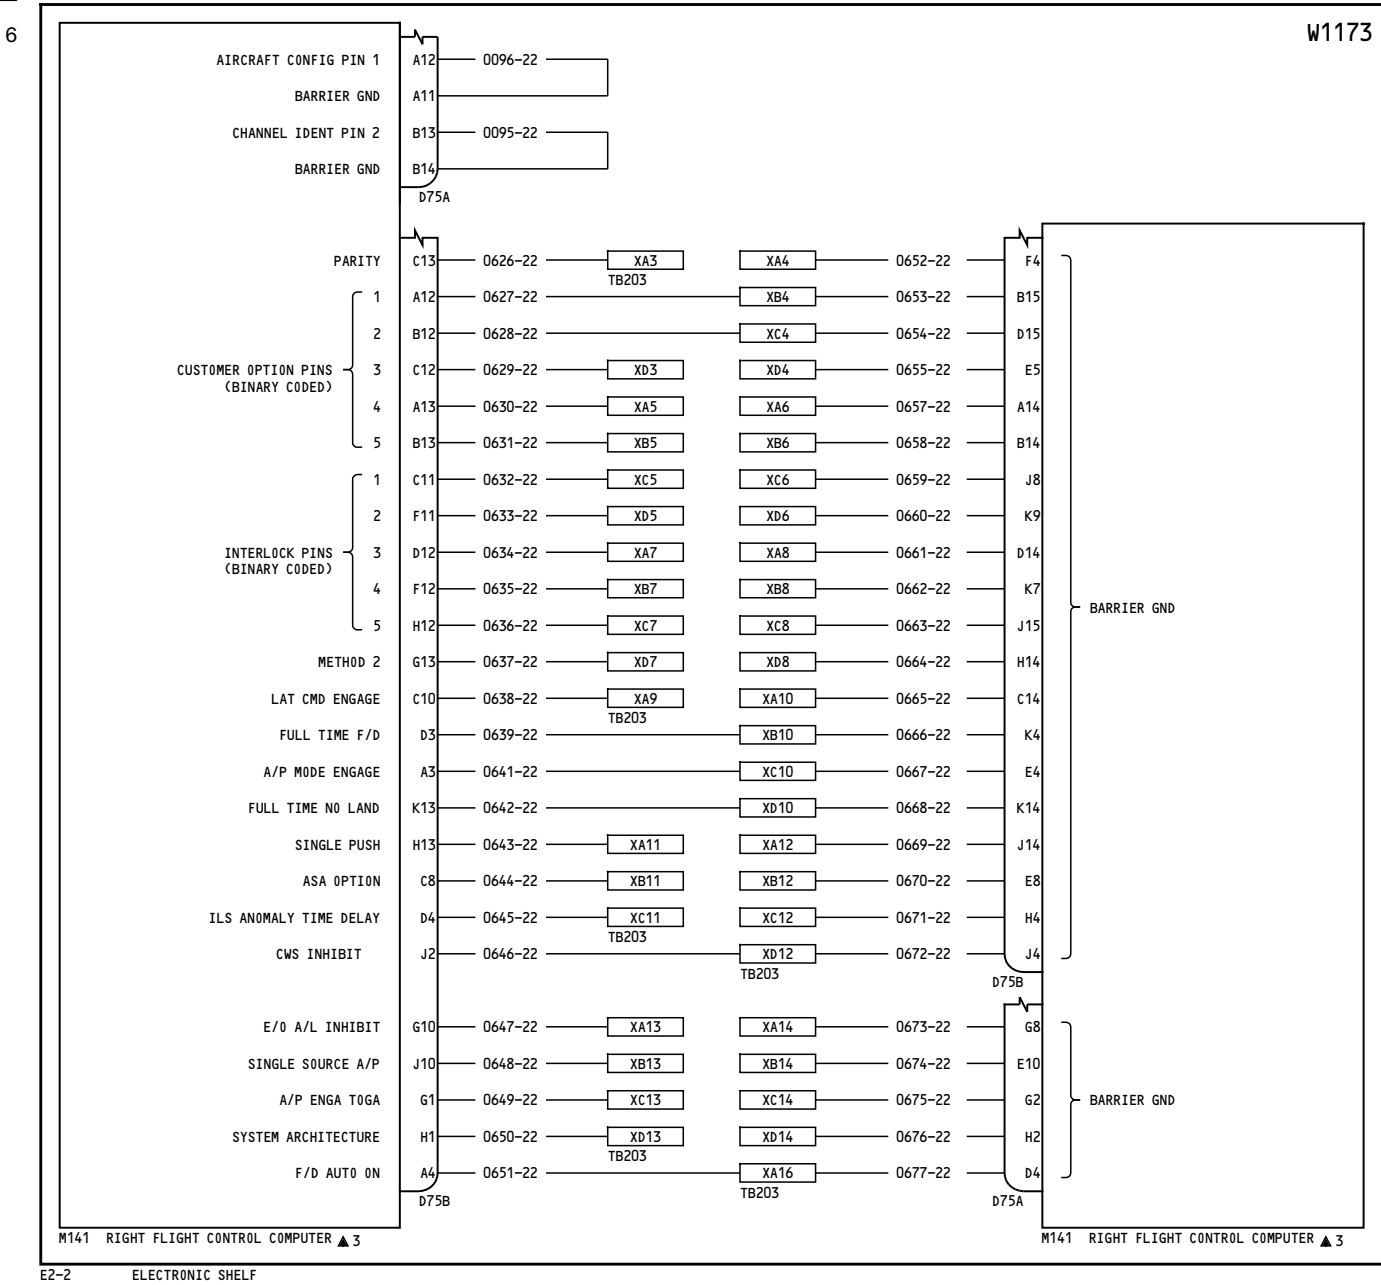 6
W1173
AIRCRAFT CONFIG PIN 1 A12 0096-22
BARRIER GND A11
CHANNEL IDENT PIN 2 B13 0095-22
BARRIER GND B14
D75A
PARITY C13 0626-22 XA3 XA4 0652-22 F4
TB203
1 A12 0627-22 XB4 0653-22 B15
2 B12 0628-22 XC4 0654-22 D15
CUSTOMER OPTION PINS 3 C12 0629-22 XD3 XD4 0655-22 E5
(BINARY CODED)
4 A13 0630-22 XA5 XA6 0657-22 A14
5 B13 0631-22 XB5 XB6 0658-22 B14
1 C11 0632-22 XC5 XC6 0659-22 J8
2 F11 0633-22 XD5 XD6 0660-22 K9
INTERLOCK PINS 3 D12 0634-22 XA7 XA8 0661-22 D14
(BINARY CODED)
4 F12 0635-22 XB7 XB8 0662-22 K7
BARRIER GND
5 H12 0636-22 XC7 XC8 0663-22 J15
METHOD 2 G13 0637-22 XD7 XD8 0664-22 H14
LAT CMD ENGAGE C10 0638-22 XA9 XA10 0665-22 C14
TB203
FULL TIME F/D D3 0639-22 XB10 0666-22 K4
A/P MODE ENGAGE A3 0641-22 XC10 0667-22 E4
FULL TIME NO LAND K13 0642-22 XD10 0668-22 K14
SINGLE PUSH H13 0643-22 XA11 XA12 0669-22 J14
ASA OPTION C8 0644-22 XB11 XB12 0670-22 E8
ILS ANOMALY TIME DELAY D4 0645-22 XC11 XC12 0671-22 H4
TB203
CWS INHIBIT J2 0646-22 XD12 0672-22 J4
TB203 D75B
E/O A/L INHIBIT G10 0647-22 XA13 XA14 0673-22 G8
SINGLE SOURCE A/P J10 0648-22 XB13 XB14 0674-22 E10
A/P ENGA TOGA G1 0649-22 XC13 XC14 0675-22 G2 BARRIER GND
SYSTEM ARCHITECTURE H1 0650-22 XD13 XD14 0676-22 H2
TB203
F/D AUTO ON A4 0651-22 XA16 0677-22 D4
D75B TB203 D75A
M141 RIGHT FLIGHT CONTROL COMPUTER ▲ 3 M141 RIGHT FLIGHT CONTROL COMPUTER ▲ 3
E2-2 ELECTRONIC SHELF